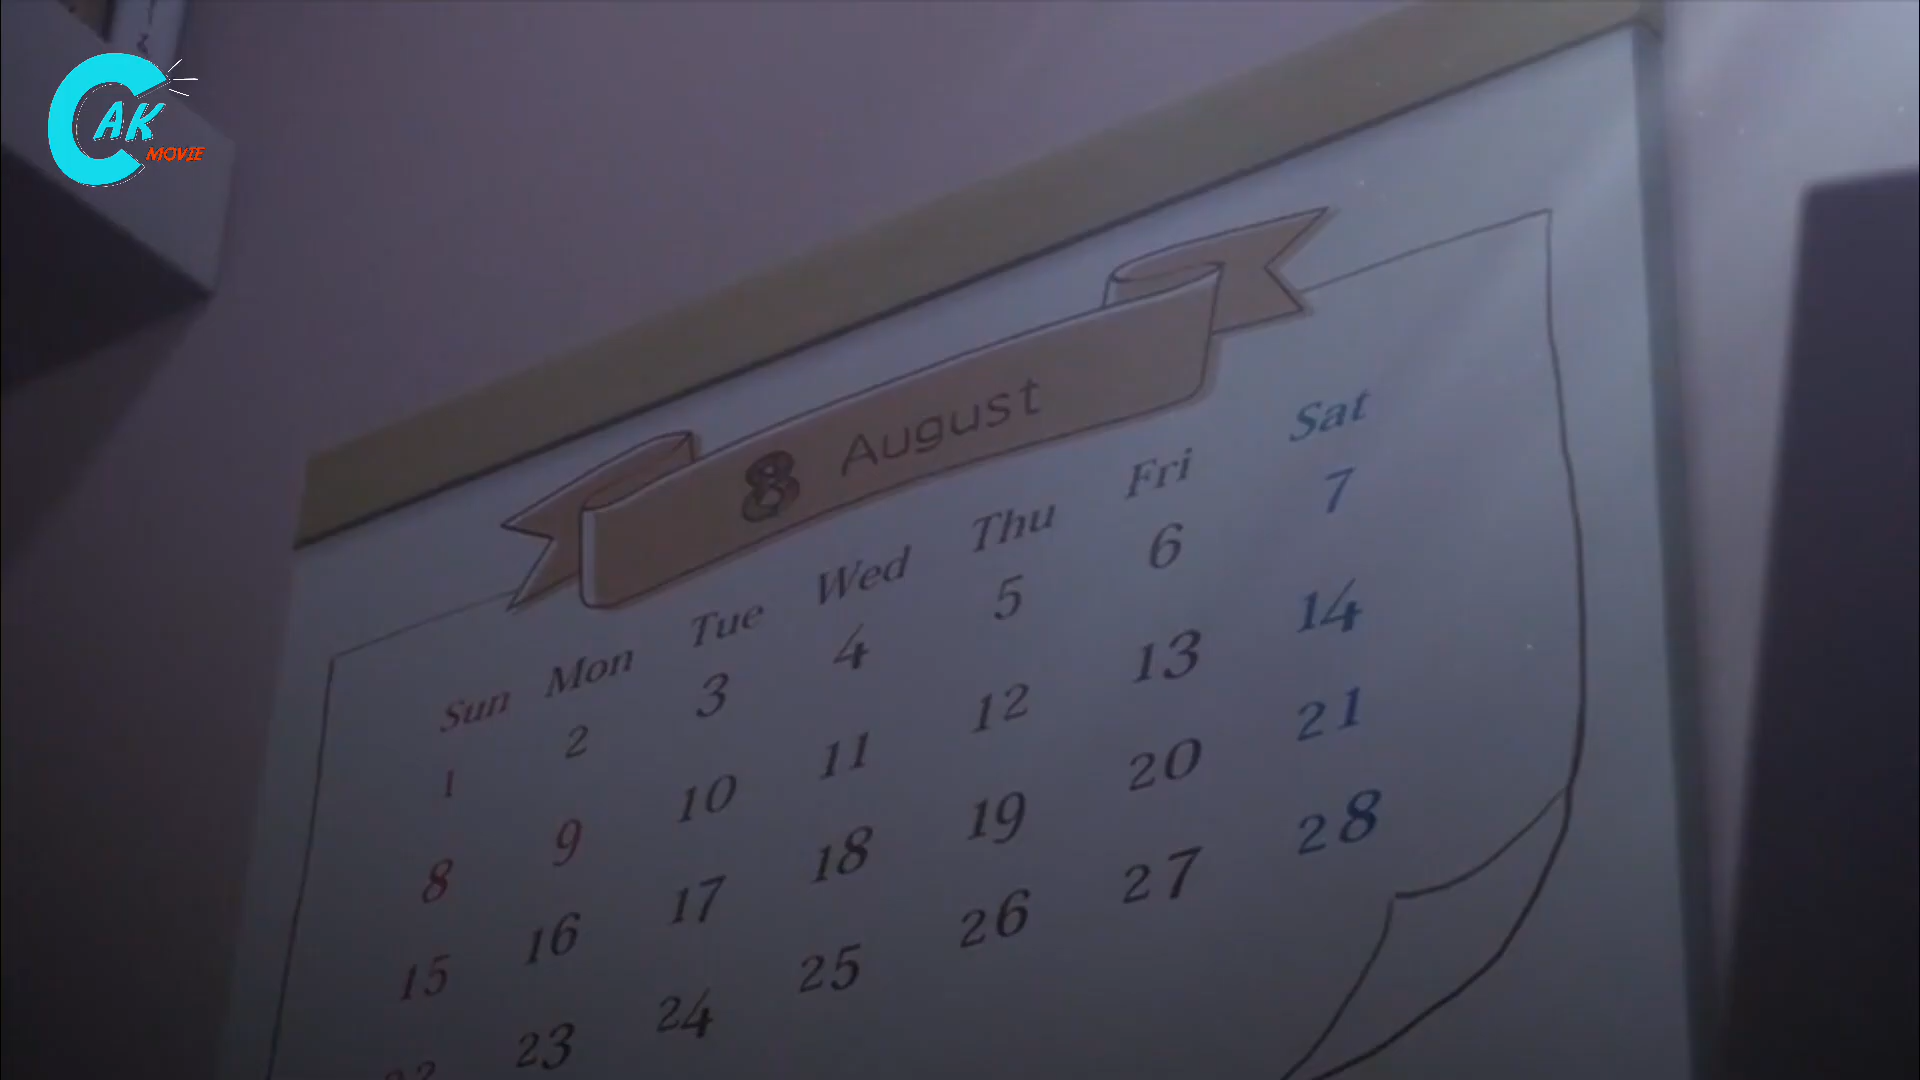 AK
MOVIE
8 August
Sun Mon Tue Wed Thu Fri Sat
1 2 3 4 5 6 7
8 9 10 11 12 13 14
15 16 17 18 19 20 21
22 23 24 25 26 27 28